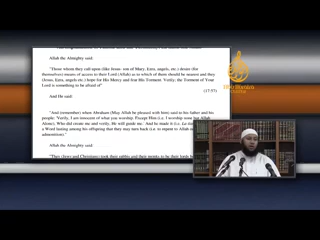 Allah the Almighty said:
"Those whom they call upon (like Jesus- son of Mary, Ezra, angels, etc.) desire (for
themselves) means of access to their Lord (Allah) as to which of them should be nearest and they
(Jesus, Ezra, angels etc.) hope for His Mercy and fear His Torment. Verily; the Torment of Your
Lord is something to be afraid of"
(17:57)
And He said:
"And (remember) when Abraham (May Allah be pleased with him) said to his father and his
people: 'Verily, I am innocent of what you worship. Except Him (i.e. I worship none but Allah
Alone), Who did create me and verily, He will guide me.' And he made it (i.e.
a Word lasting among his offspring that they may turn back (i.e. to repent to Allah
admonition)."
Allah the Almighty said:
"They (Jews and Christians) took their rabbis and their monks to be their lords